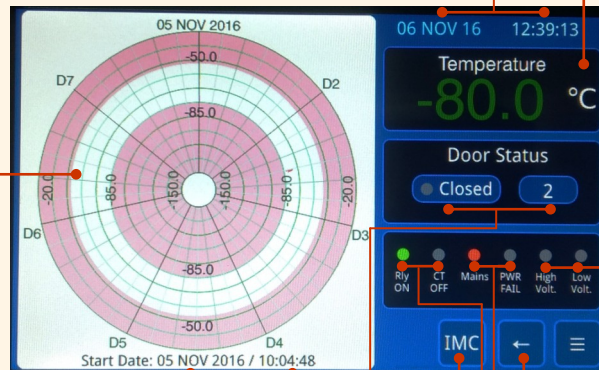 05 NOV 2016
-50.0
D7
D2
-85.0
-20.0
-85.0
-150.0
-150.0
-85.0
-20.0
D6
D3
-85.0
-50.0
D5
D4
Start Date: 05 NOV 2016 / 10:04:48
06 NOV 16 12:39:13
Temperature
-80.0 °C
Door Status
Closed 2
Rly ON
CT OFF
Mains
PWR FAIL
High Volt.
Low Volt.
IMC ← ≡